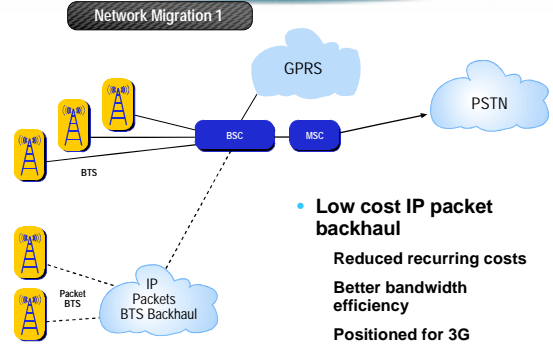 Network Migration 1
GPRS
PSTN
BSC
MSC
BTS
• Low cost IP packet
backhaul
Reduced recurring costs
Better bandwidth
efficiency
Positioned for 3G
IP
Packets
BTS Backhaul
Packet
BTS